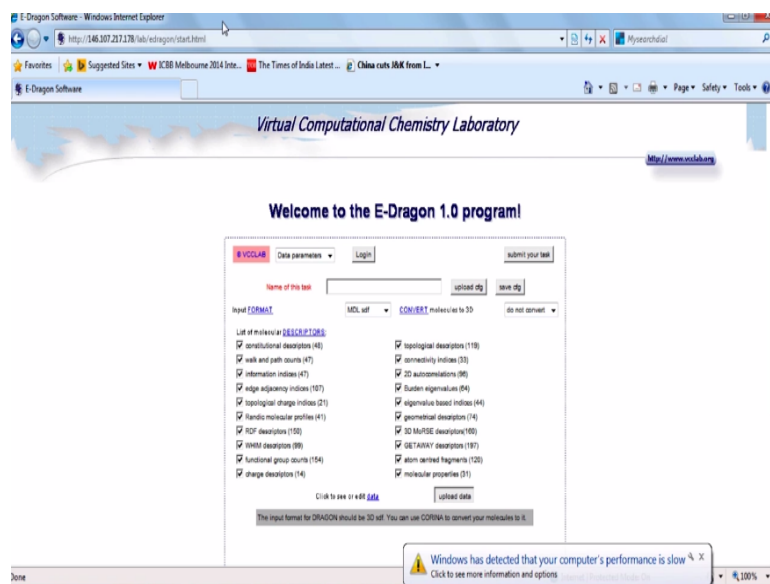 E-Dragon Software - Windows Internet Explorer
http://146.107.217.178/lab/edragon/start.html
Mysearchdial
Favorites Suggested Sites ICBB Melbourne 2014 Inte... The Times of India Latest ... China cuts J&K from I...
E-Dragon Software Page Safety Tools
Virtual Computational Chemistry Laboratory
http://www.vcclab.org
Welcome to the E-Dragon 1.0 program!
VCCLAB Data parameters Login submit your task
Name of this task upload cfg save cfg
Input FORMAT MDL sdf CONVERT molecules to 3D do not convert
List of molecular DESCRIPTORS:
constitutional descriptors (48) topological descriptors (119)
walk and path counts (47) connectivity indices (33)
information indices (47) 2D autocorrelations (96)
edge adjacency indices (107) Burden eigenvalues (64)
topological charge indices (21) eigenvalue based indices (44)
Randic molecular profiles (41) geometrical descriptors (74)
RDF descriptors (150) 3D MoRSE descriptors(160)
WHIM descriptors (99) GETAWAY descriptors (197)
functional group counts (154) atom centred fragments (120)
charge descriptors (14) molecular properties (31)
Click to see or edit data upload data
The input format for DRAGON should be 3D sdf. You can use CORINA to convert your molecules to it.
Windows has detected that your computer's performance is slow
Click to see more information and options
Done 100%